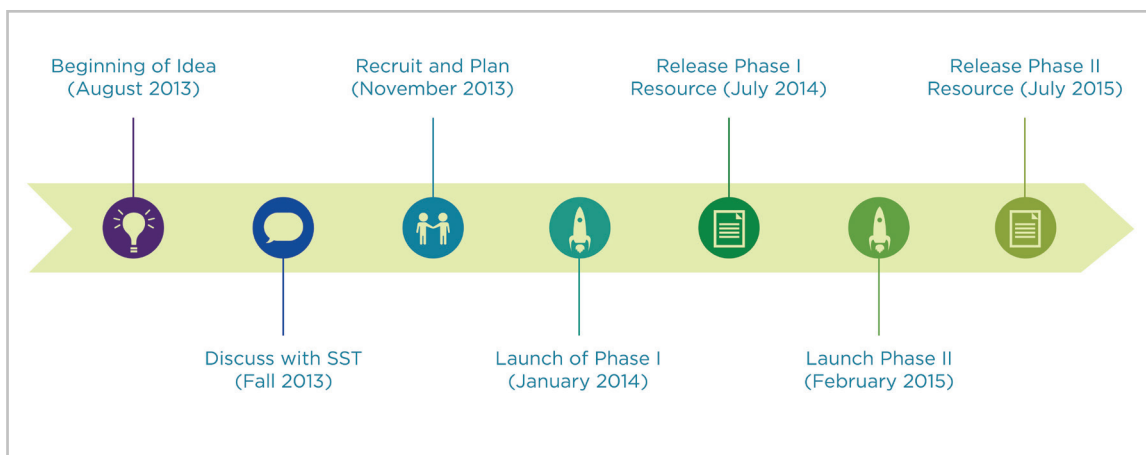 Beginning of Idea
(August 2013)
Recruit and Plan
(November 2013)
Release Phase I
Resource (July 2014)
Release Phase II
Resource (July 2015)
Discuss with SST
(Fall 2013)
Launch of Phase I
(January 2014)
Launch Phase II
(February 2015)